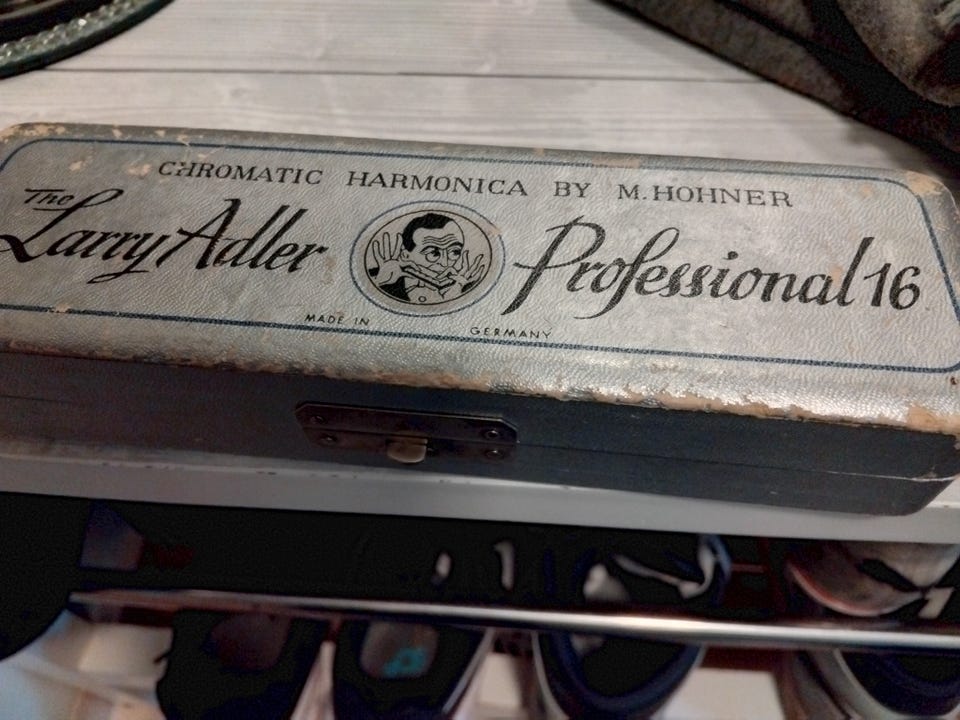 CHROMATIC HARMONICA BY M.HOHNER
The Larry Adler Professional 16
MADE IN GERMANY